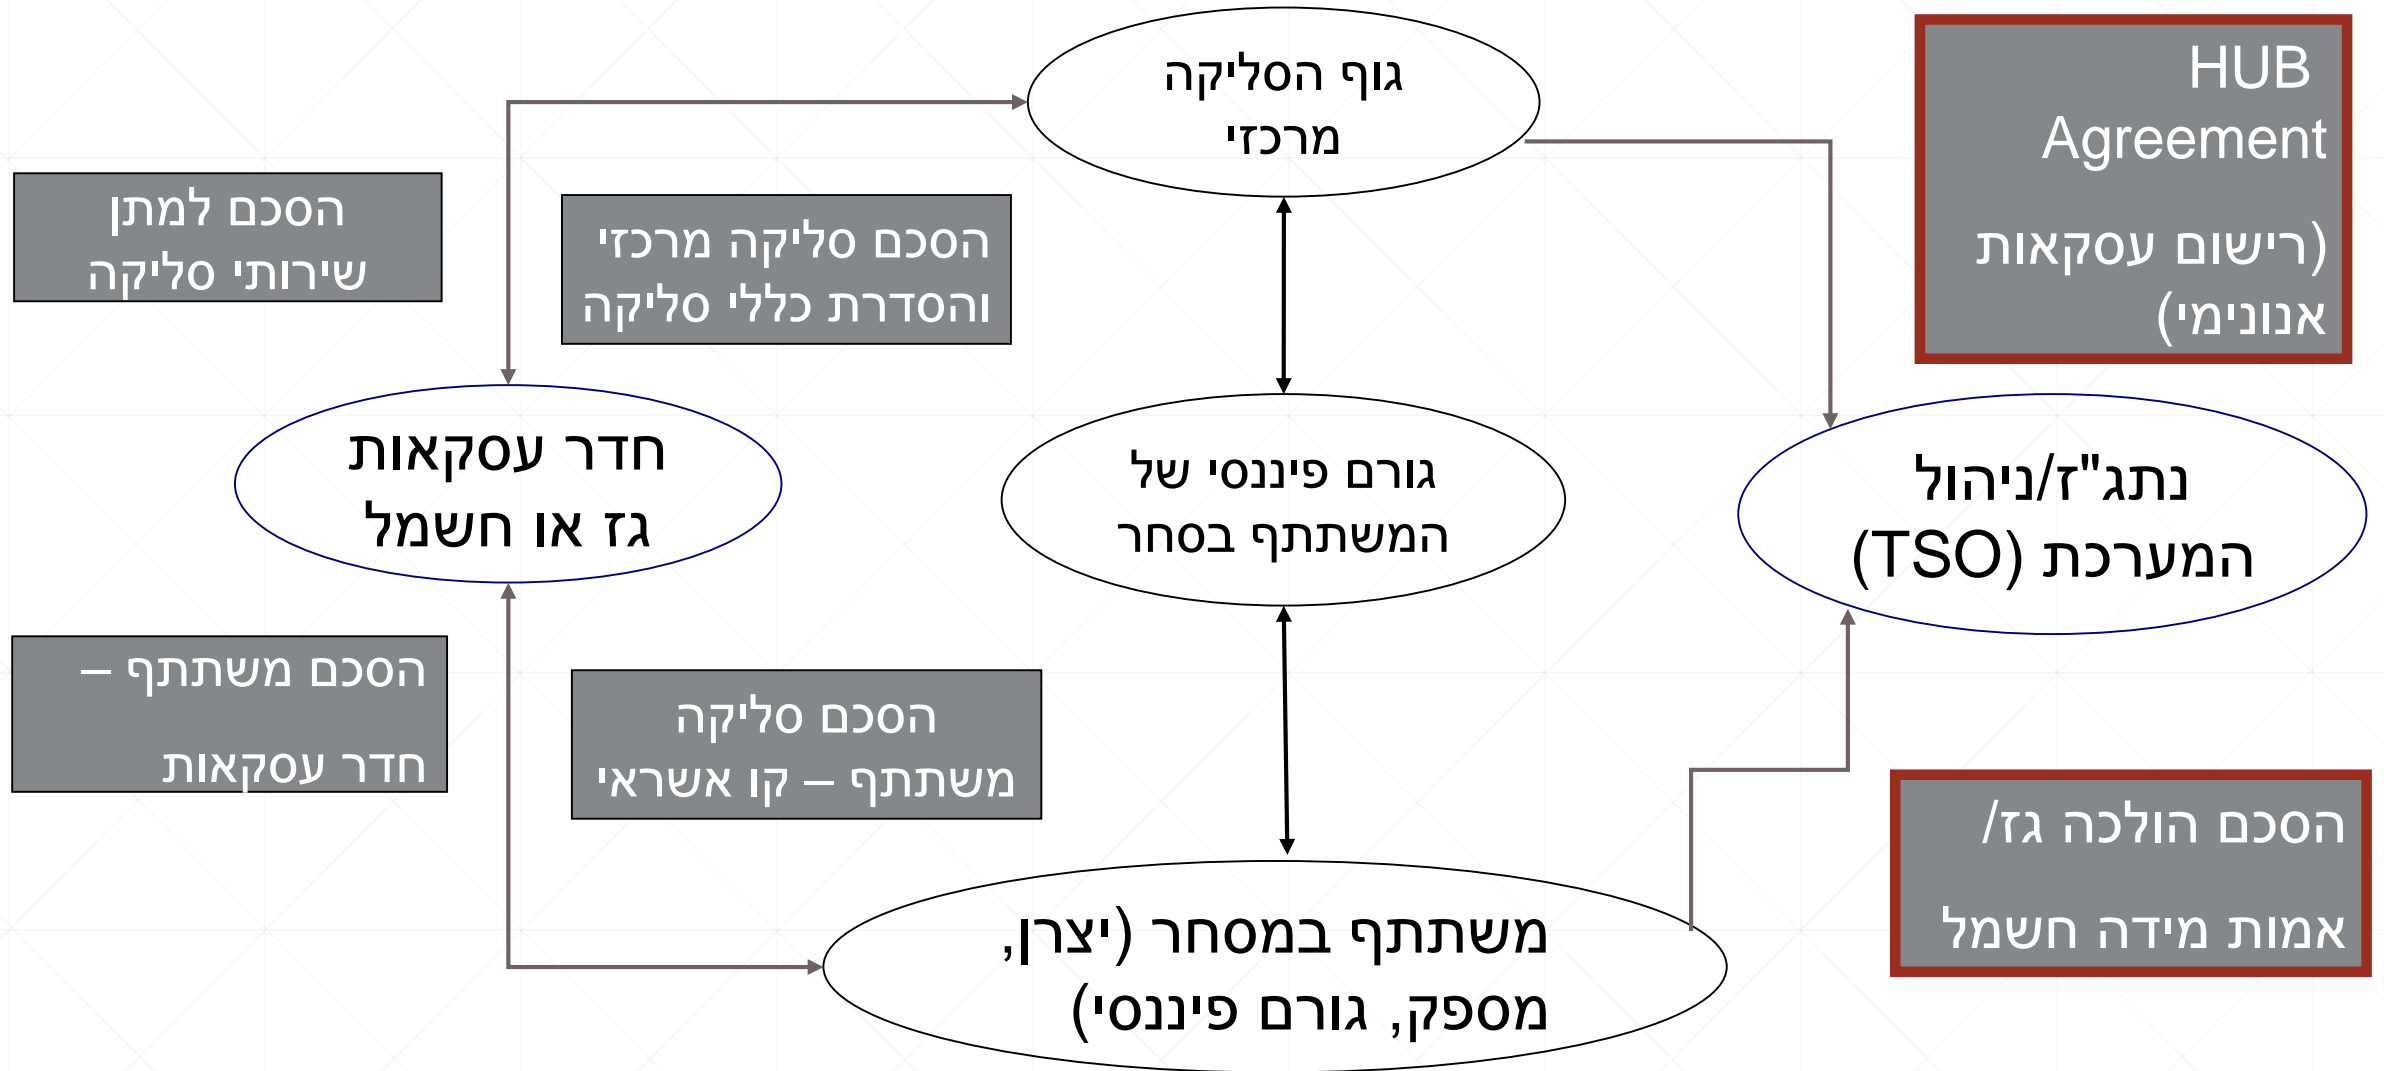 גוף הסליקה
מרכזי
HUB
Agreement
(רישום עסקאות
אנונימי)
הסכם סליקה מרכזי
והסדרת כללי סליקה
הסכם למתן
שירותי סליקה
נתג"ז/ניהול
המערכת (TSO)
גורם פיננסי של
המשתתף בסחר
חדר עסקאות
גז או חשמל
הסכם סליקה
משתתף – קו אשראי
הסכם משתתף –
חדר עסקאות
הסכם הולכה גז/
אמות מידה חשמל
משתתף במסחר (יצרן,
מספק, גורם פיננסי)